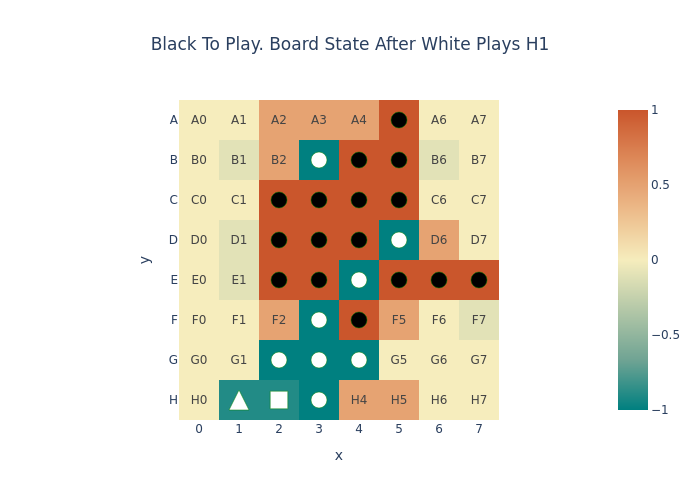 Black To Play. Board State After White Plays H1
A A0 A1 A2 A3 A4 A6 A7
B B0 B1 B2 B6 B7
C C0 C1 C6 C7
D D0 D1 D6 D7
E E0 E1
F F0 F1 F2 F5 F6 F7
G G0 G1 G5 G6 G7
H H0 H4 H5 H6 H7
0 1 2 3 4 5 6 7
x
y
1
0.5
0
−0.5
−1